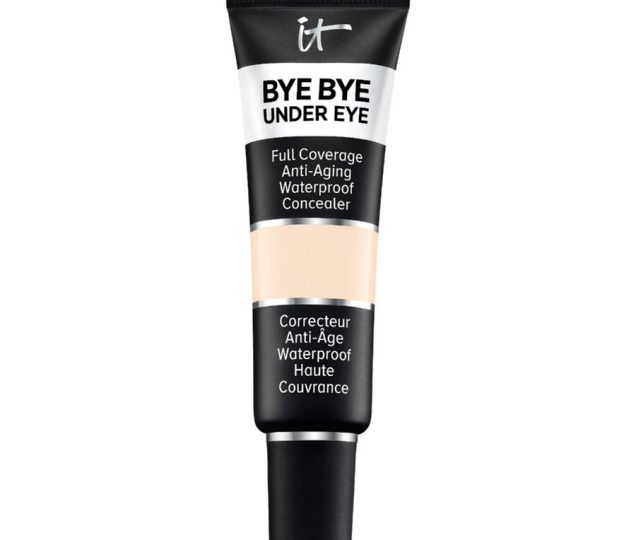 it
BYE BYE
UNDER EYE
Full Coverage
Anti-Aging
Waterproof
Concealer
Correcteur
Anti-Âge
Waterproof
Haute
Couvrance